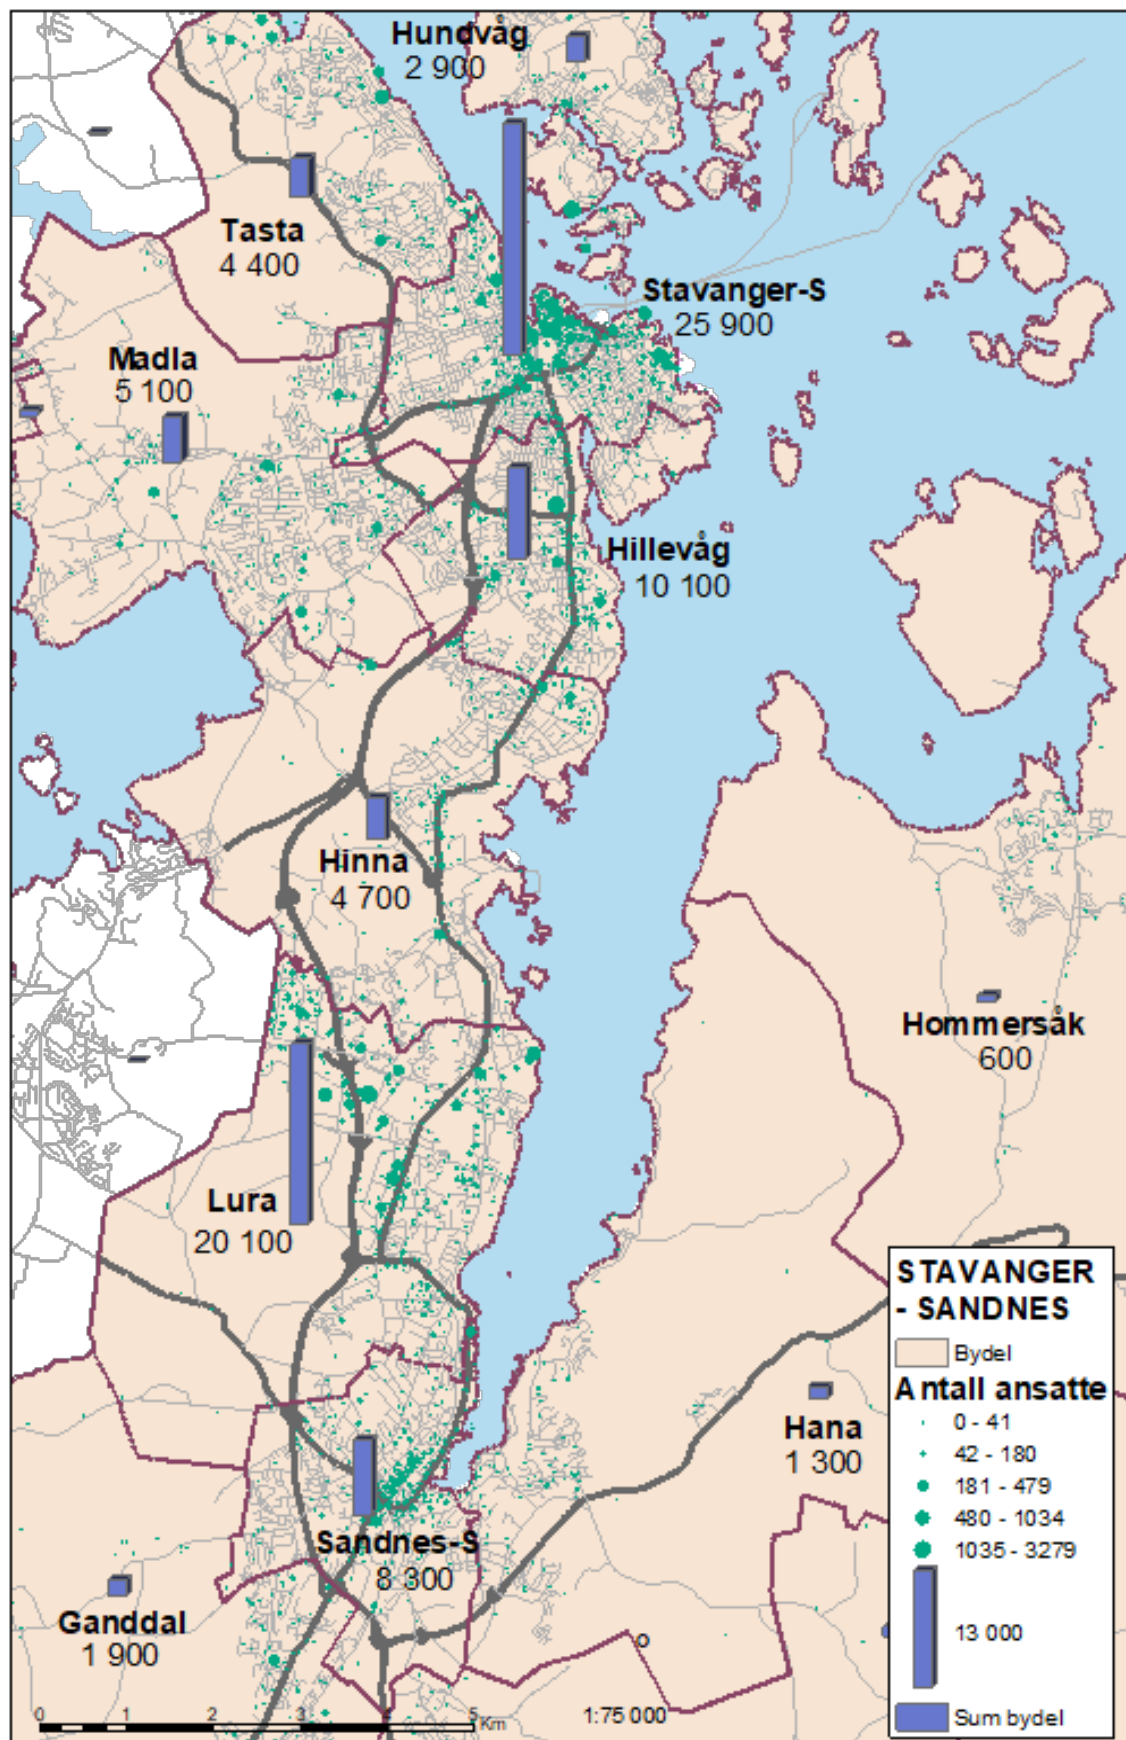 Hundvåg
2 900
Tasta
4 400
Stavanger-S
25 900
Madla
5 100
Hillevåg
10 100
Hinna
4 700
Hommersåk
600
Lura
20 100
Hana
1 300
Sandnes-S
8 300
Ganddal
1 900
STAVANGER
- SANDNES
Bydel
Antall ansatte
0 - 41
42 - 180
181 - 479
480 - 1034
1035 - 3279
13 000
Sum bydel
0 1 2 3 4 5 Km
1:75 000